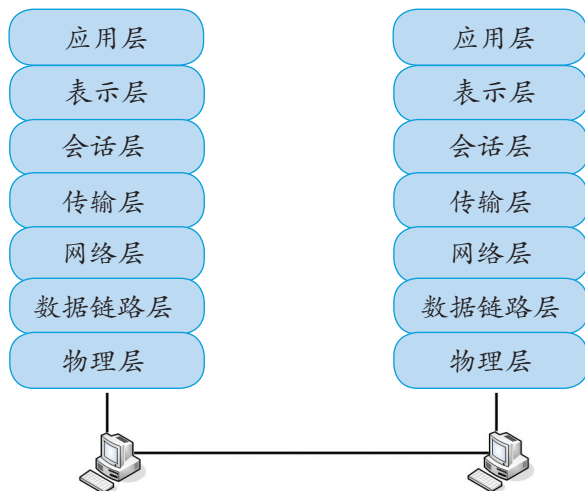 应用层
表示层
会话层
传输层
网络层
数据链路层
物理层
应用层
表示层
会话层
传输层
网络层
数据链路层
物理层